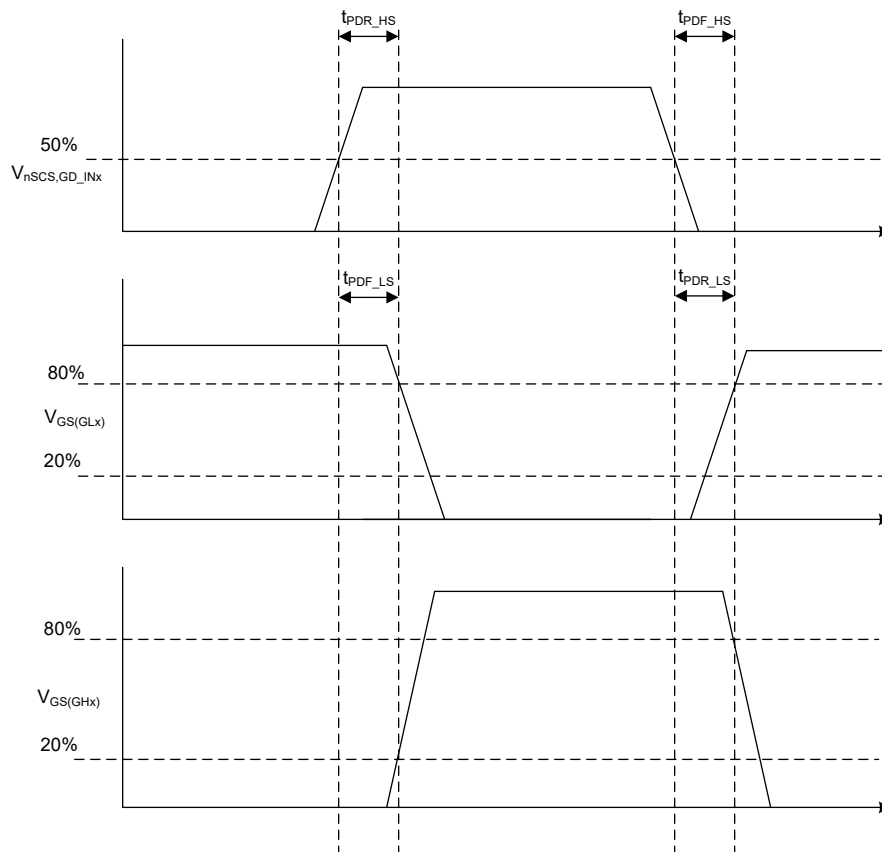 tPDR_HS
tPDF_HS
50%
VnSCS,GD_INx
tPDF_LS
tPDR_LS
80%
VGS(GLx)
20%
80%
VGS(GHx)
20%